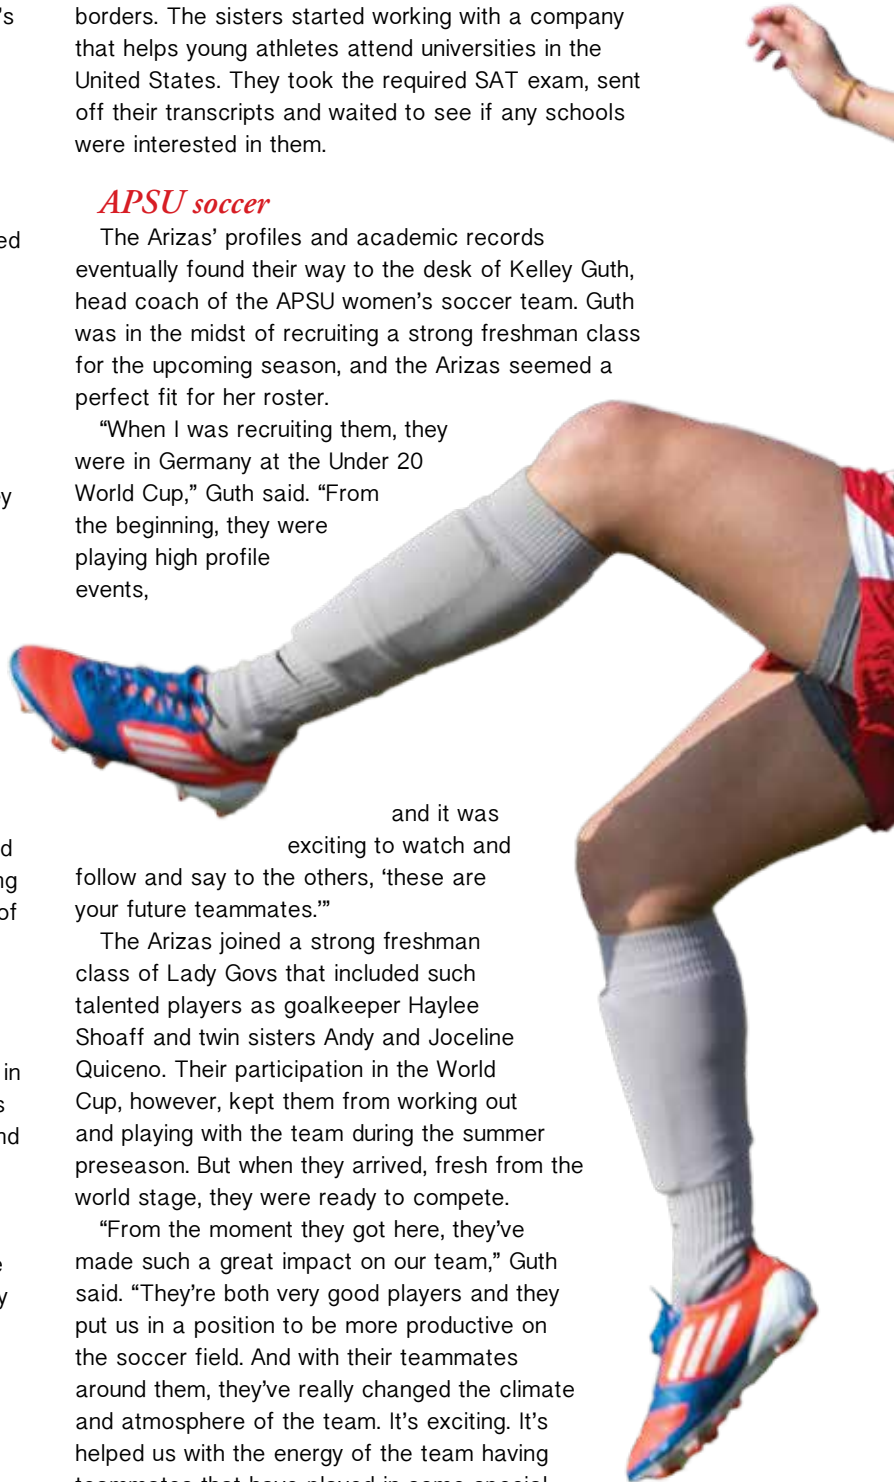 's
ed
y
d
ng
of
in
s
nd
e
y
borders. The sisters started working with a company
that helps young athletes attend universities in the
United States. They took the required SAT exam, sent
off their transcripts and waited to see if any schools
were interested in them.
APSU soccer
The Arizas’ profiles and academic records
eventually found their way to the desk of Kelley Guth,
head coach of the APSU women’s soccer team. Guth
was in the midst of recruiting a strong freshman class
for the upcoming season, and the Arizas seemed a
perfect fit for her roster.
“When I was recruiting them, they
were in Germany at the Under 20
World Cup,” Guth said. “From
the beginning, they were
playing high profile
events,
and it was
exciting to watch and
follow and say to the others, ‘these are
your future teammates.’”
The Arizas joined a strong freshman
class of Lady Govs that included such
talented players as goalkeeper Haylee
Shoaff and twin sisters Andy and Joceline
Quiceno. Their participation in the World
Cup, however, kept them from working out
and playing with the team during the summer
preseason. But when they arrived, fresh from the
world stage, they were ready to compete.
“From the moment they got here, they’ve
made such a great impact on our team,” Guth
said. “They’re both very good players and they
put us in a position to be more productive on
the soccer field. And with their teammates
around them, they’ve really changed the climate
and atmosphere of the team. It’s exciting. It’s
helped us with the energy of the team having
teammates that have played in some special